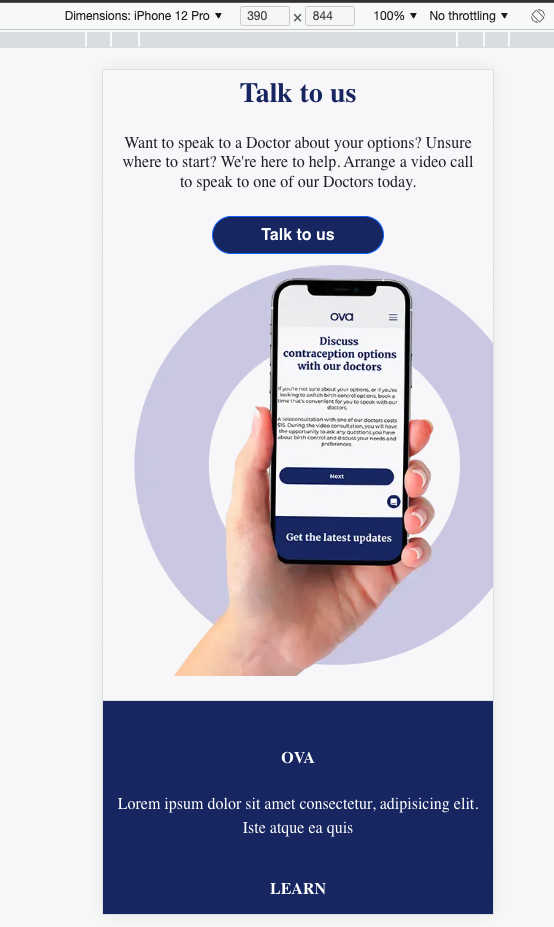 Dimensions: iPhone 12 Pro ▼ 390 × 844 100% ▼ No throttling ▼
Talk to us
Want to speak to a Doctor about your options? Unsure
where to start? We're here to help. Arrange a video call
to speak to one of our Doctors today.
Talk to us
ova
Discuss
contraception options
with our doctors
If you're not sure about your options, or if you're
looking to switch birth control options, book a
time that's convenient for you to speak with our
doctors.
A teleconsultation with one of our doctors costs
$15. During the video consultation, you will have
the opportunity to ask any questions you have
about birth control and discuss your needs and
preferences.
Next
Get the latest updates
OVA
Lorem ipsum dolor sit amet consectetur, adipisicing elit.
Iste atque ea quis
LEARN